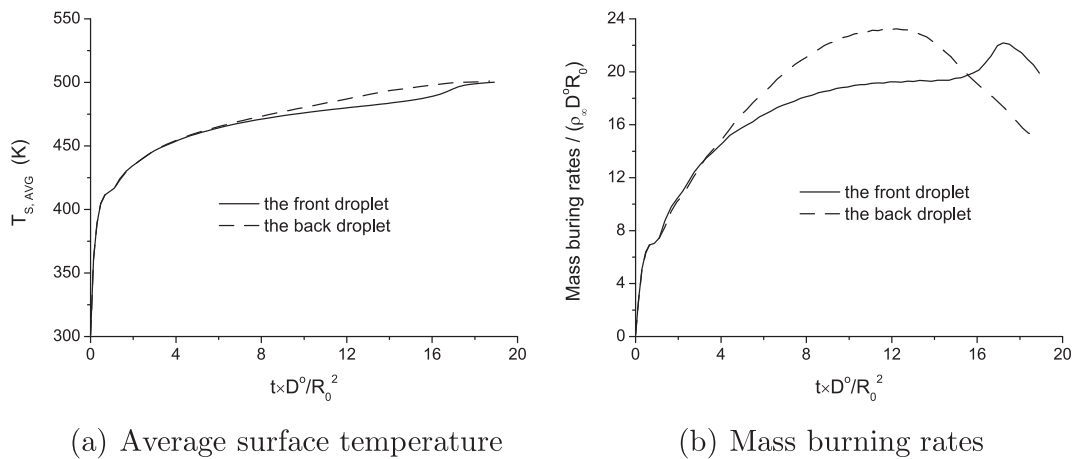 550
500
450
400
350
300
T_S, AVG (K)
the front droplet
the back droplet
0 4 8 12 16 20
t×D°/R_0^2
(a) Average surface temperature
24
20
16
12
8
4
0
Mass buring rates / (ρ_∞ D°R_0)
the front droplet
the back droplet
0 4 8 12 16 20
t×D°/R_0^2
(b) Mass burning rates